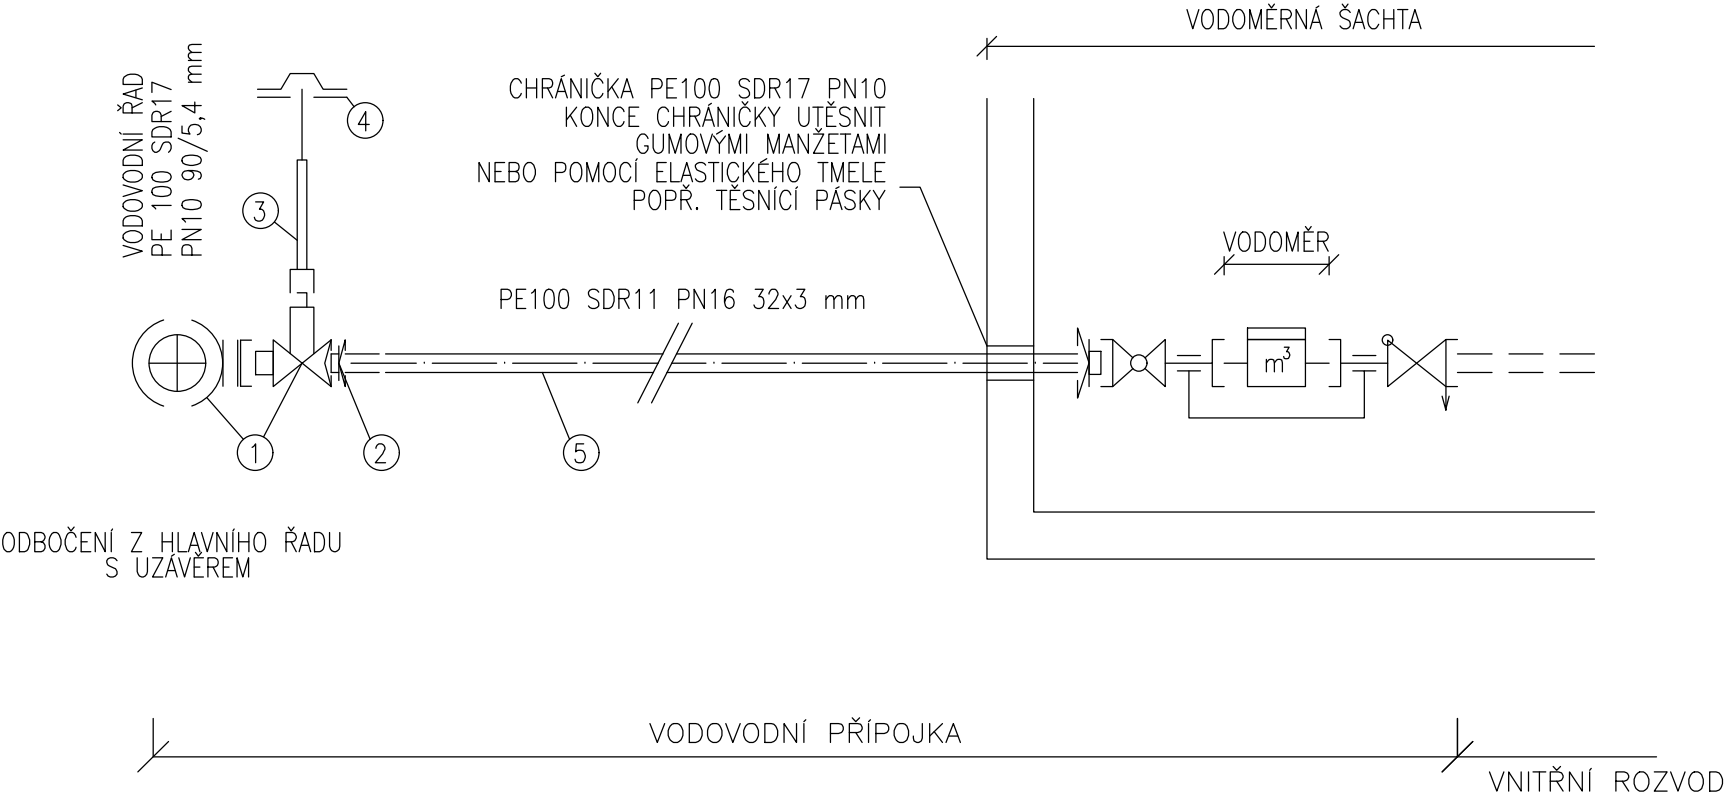 VODOMĚRNÁ ŠACHTA
VODOVODNÍ ŘAD
PE 100 SDR17
PN10 90/5,4 mm
4
CHRÁNIČKA PE100 SDR17 PN10
KONCE CHRÁNIČKY UTĚSNIT
GUMOVÝMI MANŽETAMI
NEBO POMOCÍ ELASTICKÉHO TMELE
POPŘ. TĚSNÍCÍ PÁSKY
3
VODOMĚR
PE100 SDR11 PN16 32x3 mm
m³
1
2
5
ODBOČENÍ Z HLAVNÍHO ŘADU
S UZÁVĚREM
VODOVODNÍ PŘÍPOJKA
VNITŘNÍ ROZVOD